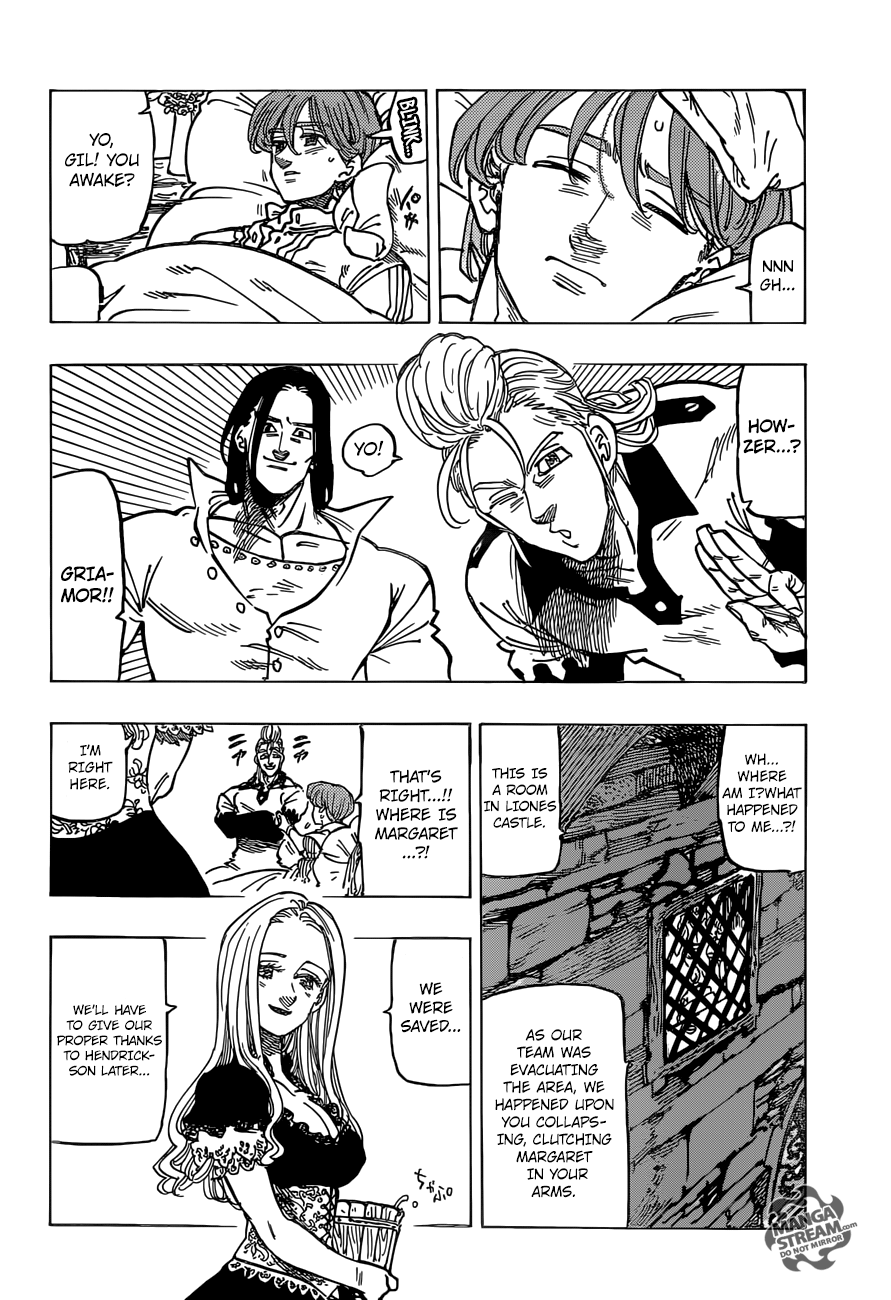 NNN
GH...
BLINK...
パチ
YO,
GIL! YOU
AWAKE?
HOW-
ZER...?
YO!
GRIA-
MOR!!
WH...
WHERE
AM I?WHAT
HAPPENED
TO ME...?!
THIS IS
A ROOM
IN LIONES
CASTLE.
AS OUR
TEAM WAS
EVACUATING
THE AREA, WE
HAPPENED UPON
YOU COLLAPS-
ING, CLUTCHING
MARGARET
IN YOUR
ARMS.
THAT'S
RIGHT...!!
WHERE IS
MARGARET
...?!
I'M
RIGHT
HERE.
WE
WERE
SAVED...
WE'LL HAVE
TO GIVE OUR
PROPER THANKS
TO HENDRICK-
SON LATER...
MANGA
STREAM.com
DO NOT MIRROR